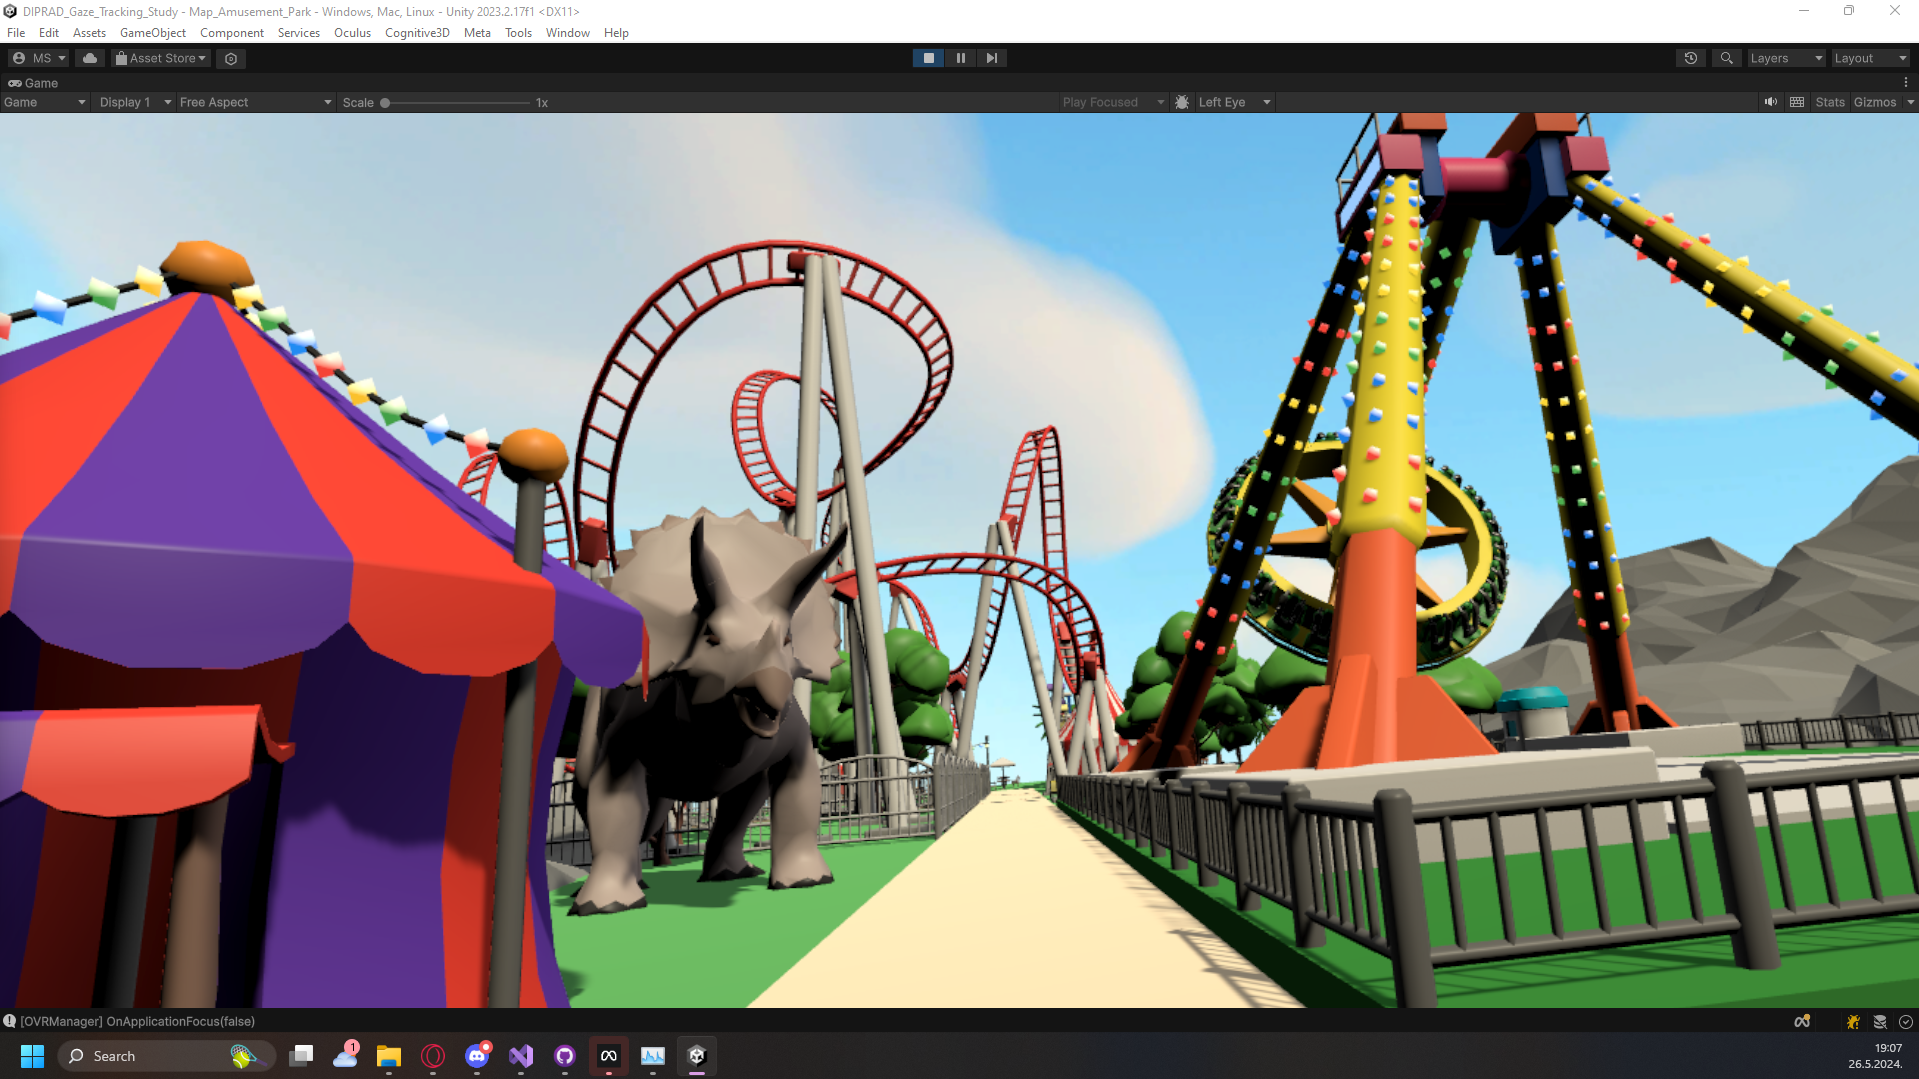 DIPRAD_Gaze_Tracking_Study - Map_Amusement_Park - Windows, Mac, Linux - Unity 2023.2.17f1 <DX11>
File Edit Assets GameObject Component Services Oculus Cognitive3D Meta Tools Window Help
MS Asset Store Layers Layout
Game
Game Display 1 Free Aspect Scale 1x Play Focused Left Eye Stats Gizmos
[OVRManager] OnApplicationFocus(false)
Search 1 19:07
26.5.2024.